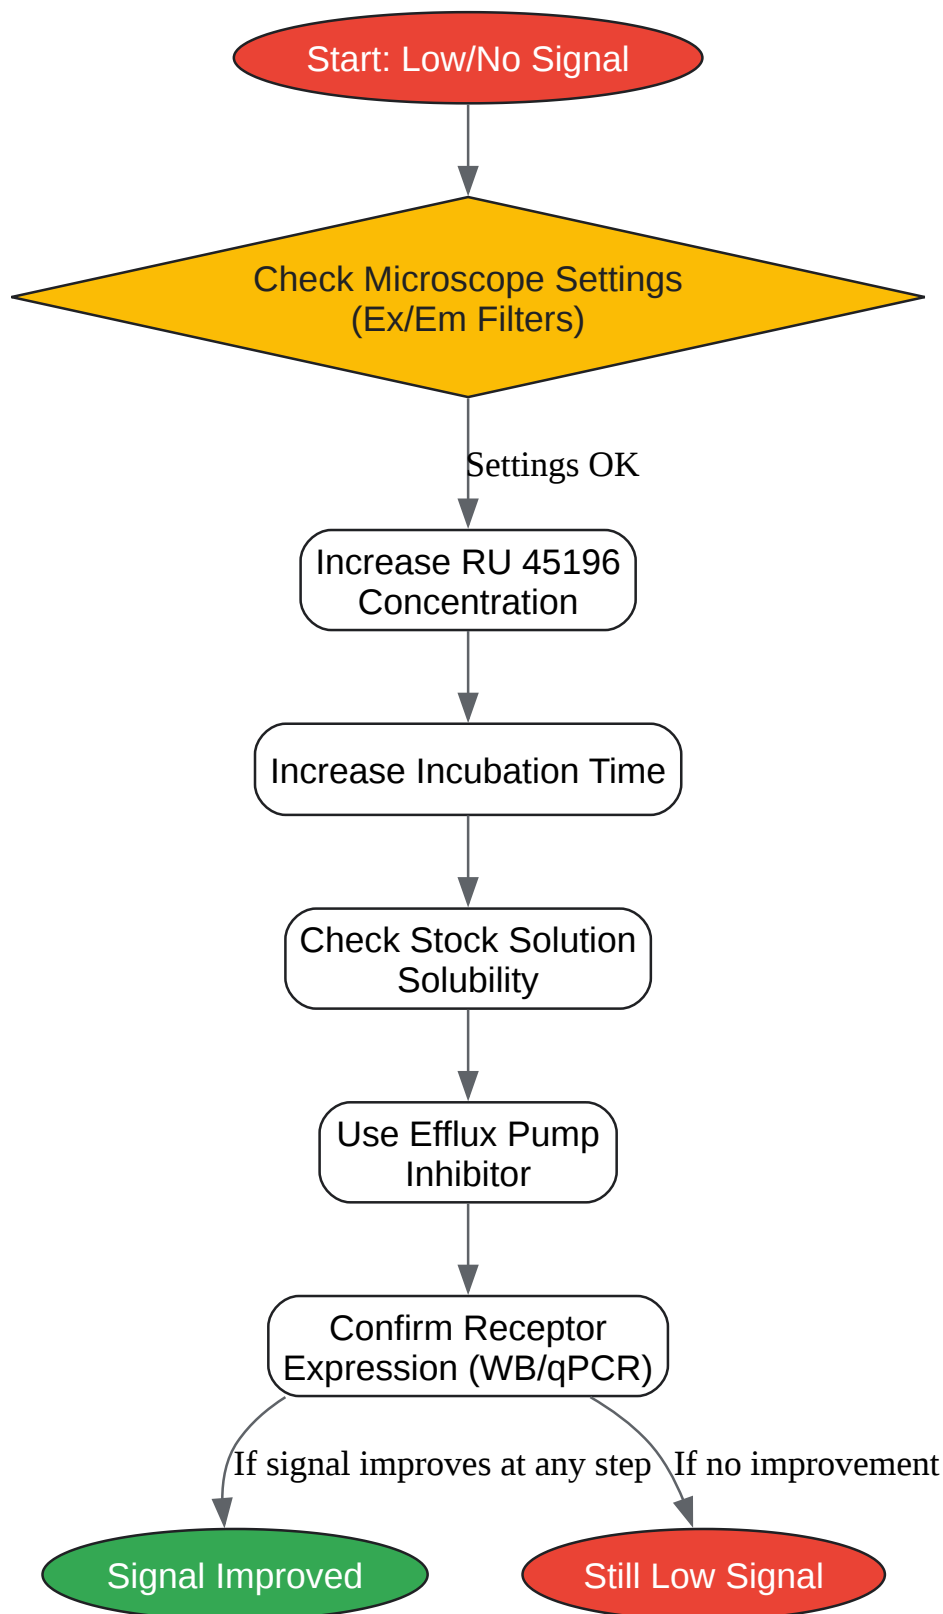 Start: Low/No Signal
Check Microscope Settings
(Ex/Em Filters)
Settings OK
Increase RU 45196
Concentration
Increase Incubation Time
Check Stock Solution
Solubility
Use Efflux Pump
Inhibitor
Confirm Receptor
Expression (WB/qPCR)
If signal improves at any step
If no improvement
Signal Improved
Still Low Signal